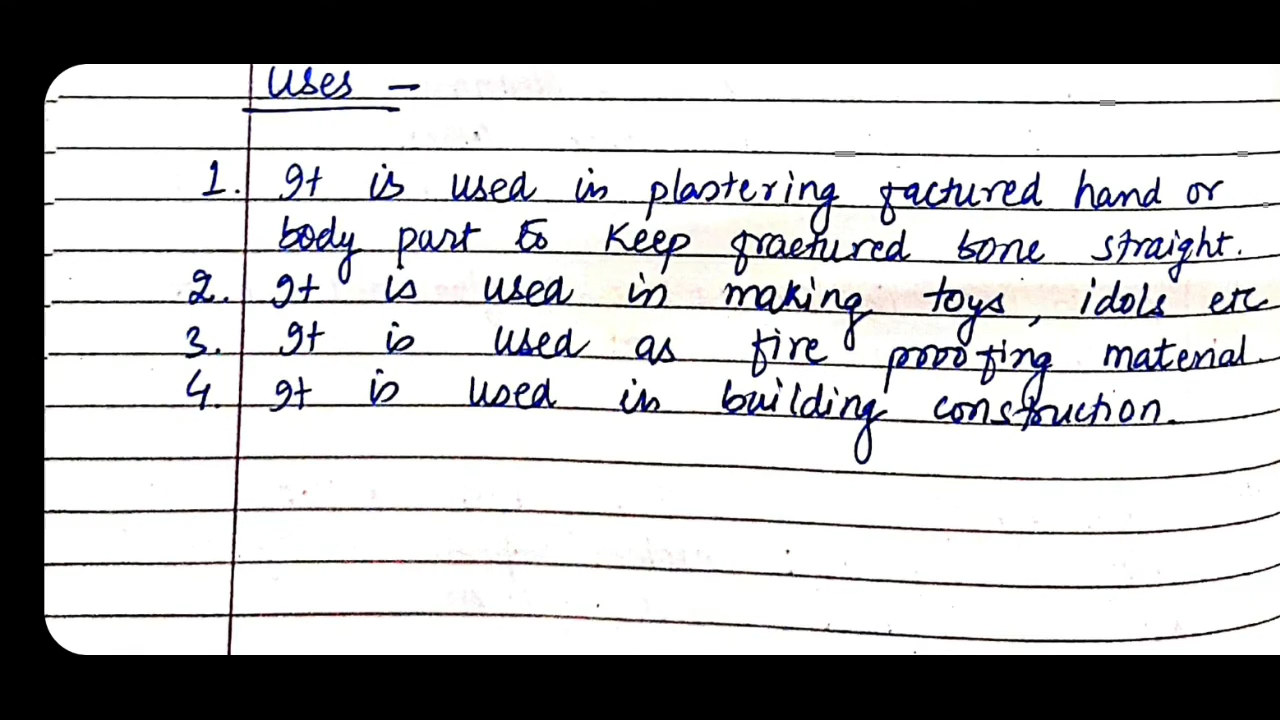 Uses -
1. It is used in plastering factured hand or
body part to keep fractured bone straight.
2. It is used in making toys, idols etc
3. It is used as fire proofing material.
4. It is used in building construction.